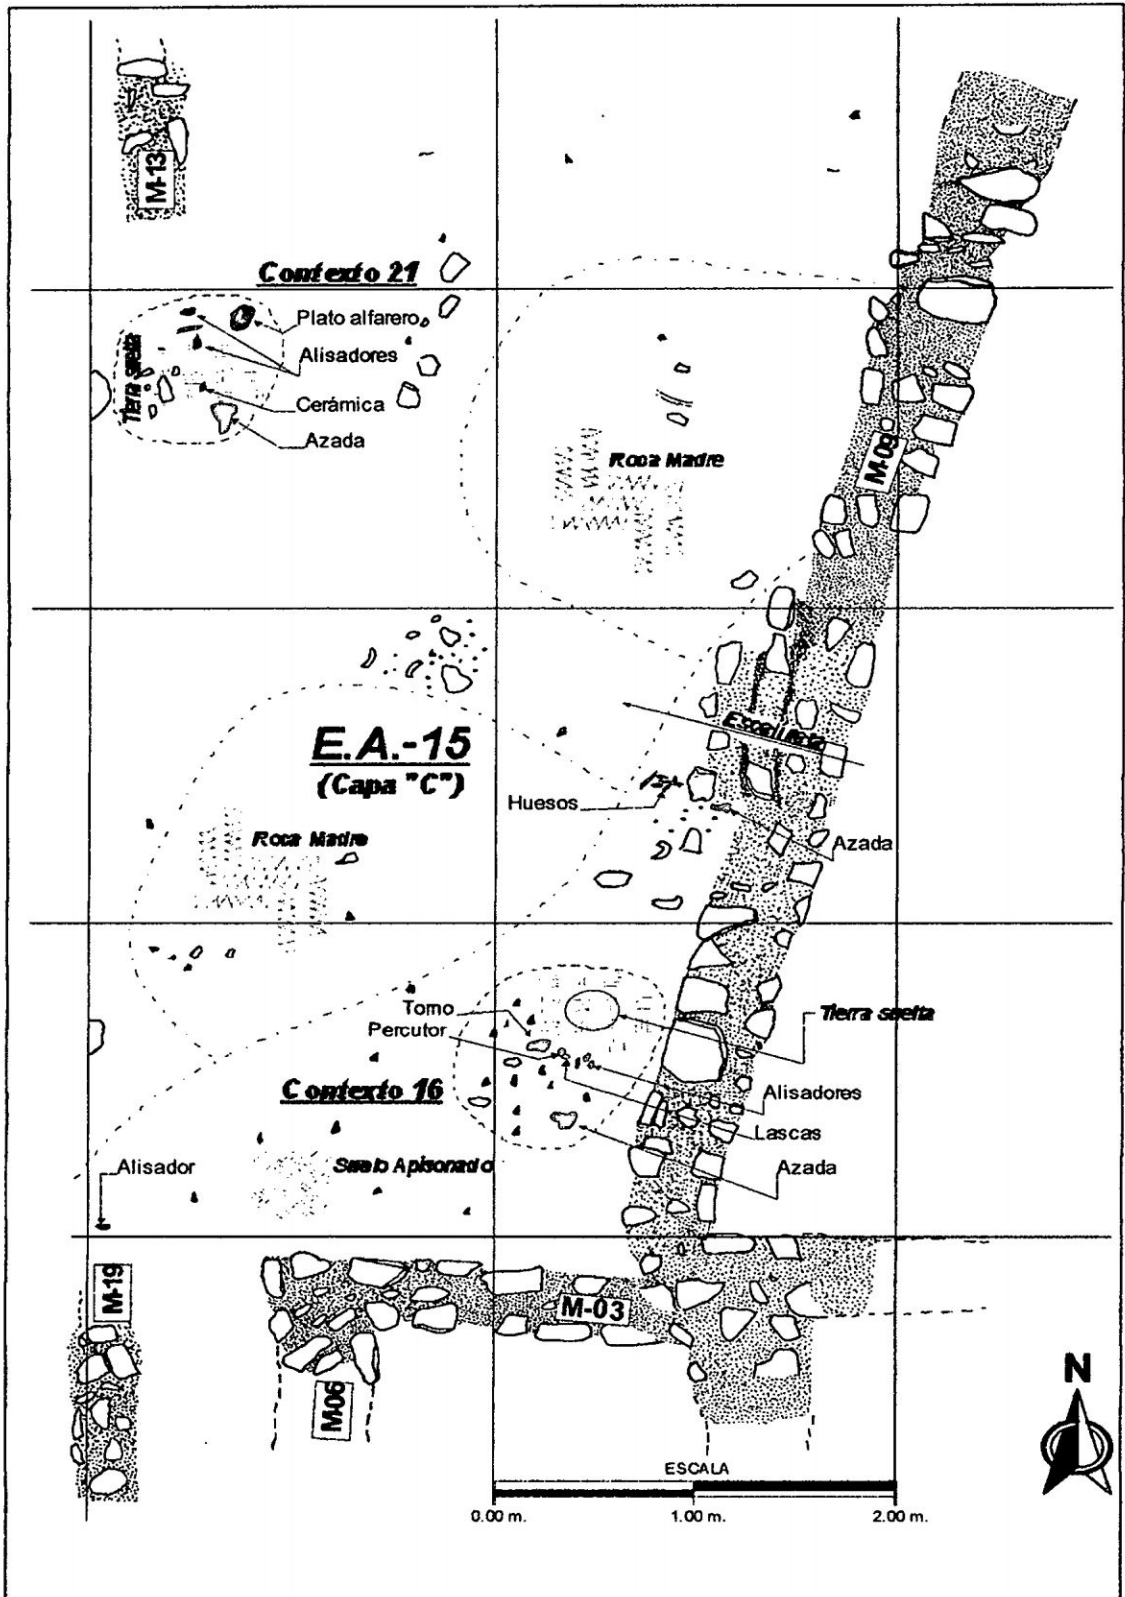 M-13
Contexto 21
Plato alfarero
Alisadores
Tierra suelta
Cerámica
Azada
Roca Madre
M-09
E.A.-15
(Capa "C")
Escalinata
Huesos
Azada
Roca Madre
Torno
Percutor
Tierra suelta
Contexto 16
Alisadores
Lascas
Azada
Alisador
Suelo Apisonado
M-19
M-03
M-06
N
ESCALA
0.00 m.
1.00 m.
2.00 m.